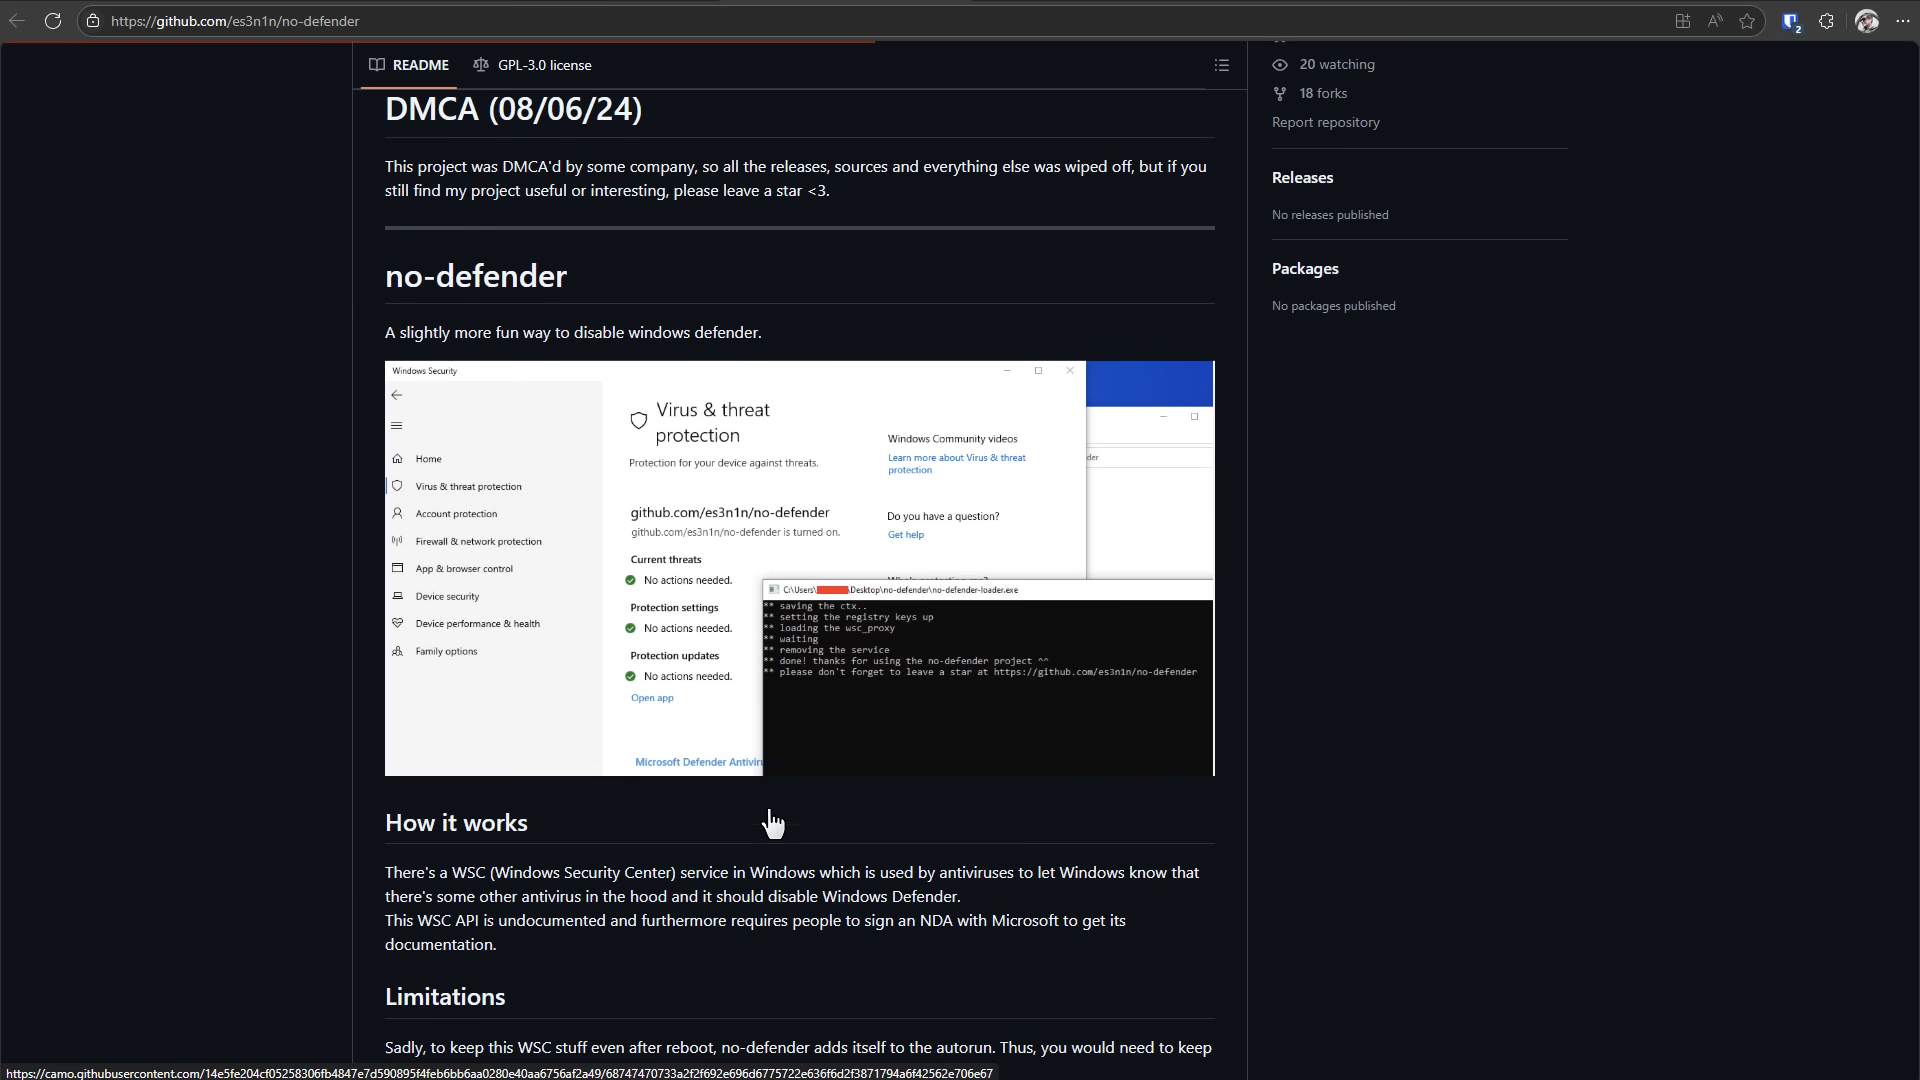 https://github.com/es3n1n/no-defender
2
README
GPL-3.0 license
20 watching
18 forks
Report repository
Releases
No releases published
Packages
No packages published
DMCA (08/06/24)
This project was DMCA'd by some company, so all the releases, sources and everything else was wiped off, but if you
still find my project useful or interesting, please leave a star <3.
no-defender
A slightly more fun way to disable windows defender.
Windows Security
Home
Virus & threat protection
Account protection
Firewall & network protection
App & browser control
Device security
Device performance & health
Family options
Virus & threat
protection
Protection for your device against threats.
github.com/es3n1n/no-defender
github.com/es3n1n/no-defender is turned on.
Current threats
No actions needed.
Protection settings
No actions needed.
Protection updates
No actions needed.
Open app
Microsoft Defender Antivir
Windows Community videos
Learn more about Virus & threat
protection
Do you have a question?
Get help
der
C:\Users\ \Desktop\no-defender\no-defender-loader.exe
** saving the ctx..
** setting the registry keys up
** loading the wsc_proxy
** waiting
** removing the service
** done! thanks for using the no-defender project ^^
** please don't forget to leave a star at https://github.com/es3n1n/no-defender
How it works
There's a WSC (Windows Security Center) service in Windows which is used by antiviruses to let Windows know that
there's some other antivirus in the hood and it should disable Windows Defender.
This WSC API is undocumented and furthermore requires people to sign an NDA with Microsoft to get its
documentation.
Limitations
Sadly, to keep this WSC stuff even after reboot, no-defender adds itself to the autorun. Thus, you would need to keep
https://camo.githubusercontent.com/14e5fe204cf05258306fb4847e7d590895f4feb6bb6aa0280e40aa6756af2a49/68747470733a2f2f692e696d6775722e636f6d2f3871794a6f42562e706e67